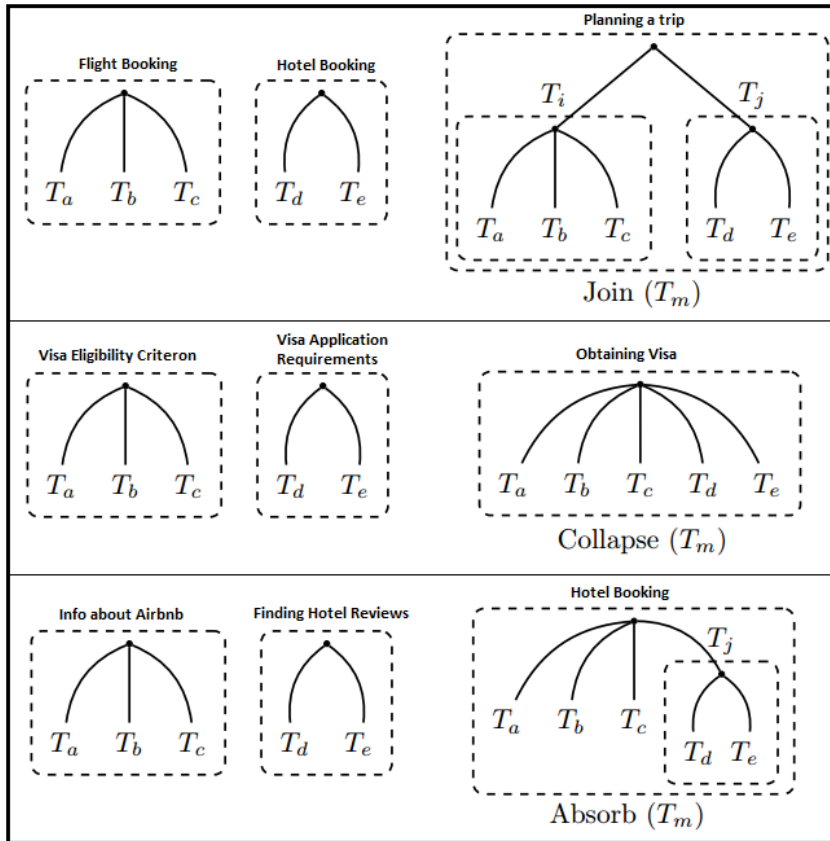 Flight Booking
T_a T_b T_c
Hotel Booking
T_d T_e
Planning a trip
T_i T_j
T_a T_b T_c T_d T_e
Join (T_m)
Visa Eligibility Criteron
T_a T_b T_c
Visa Application
Requirements
T_d T_e
Obtaining Visa
T_a T_b T_c T_d T_e
Collapse (T_m)
Info about Airbnb
T_a T_b T_c
Finding Hotel Reviews
T_d T_e
Hotel Booking
T_j
T_a T_b T_c
T_d T_e
Absorb (T_m)